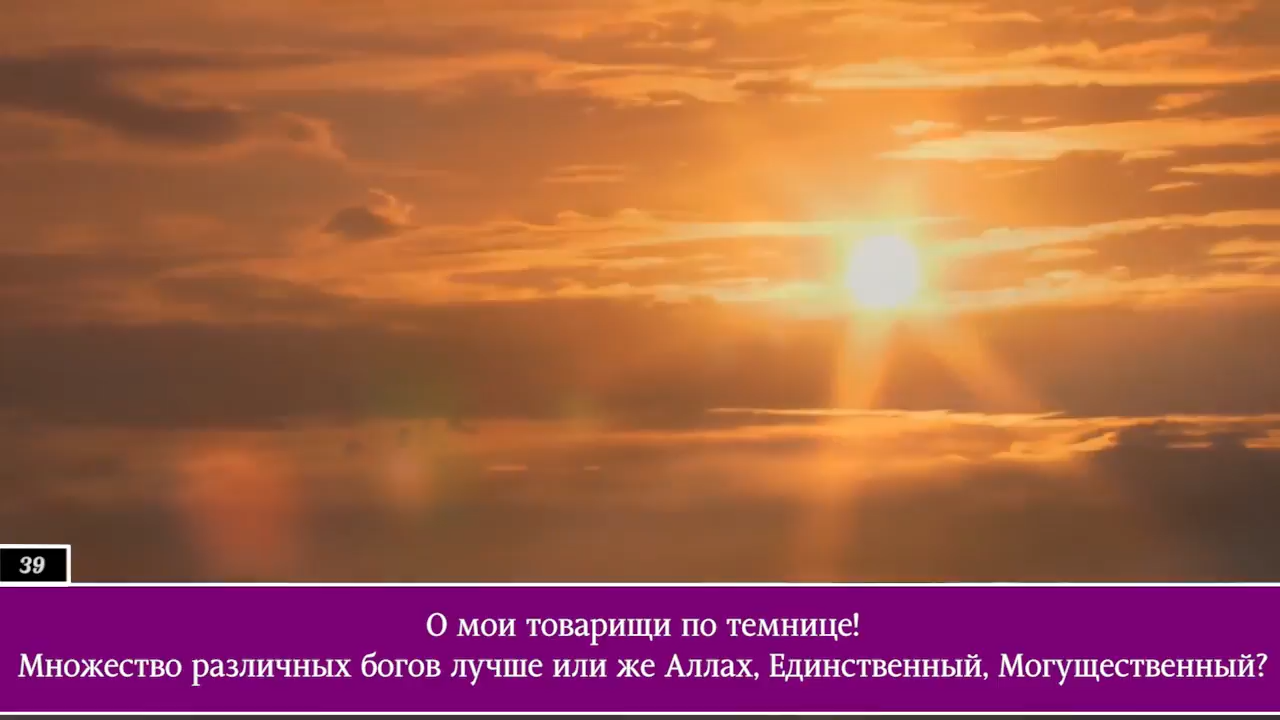 39
О мои товарищи по темнице!
Множество различных богов лучше или же Аллах, Единственный, Могущественный?